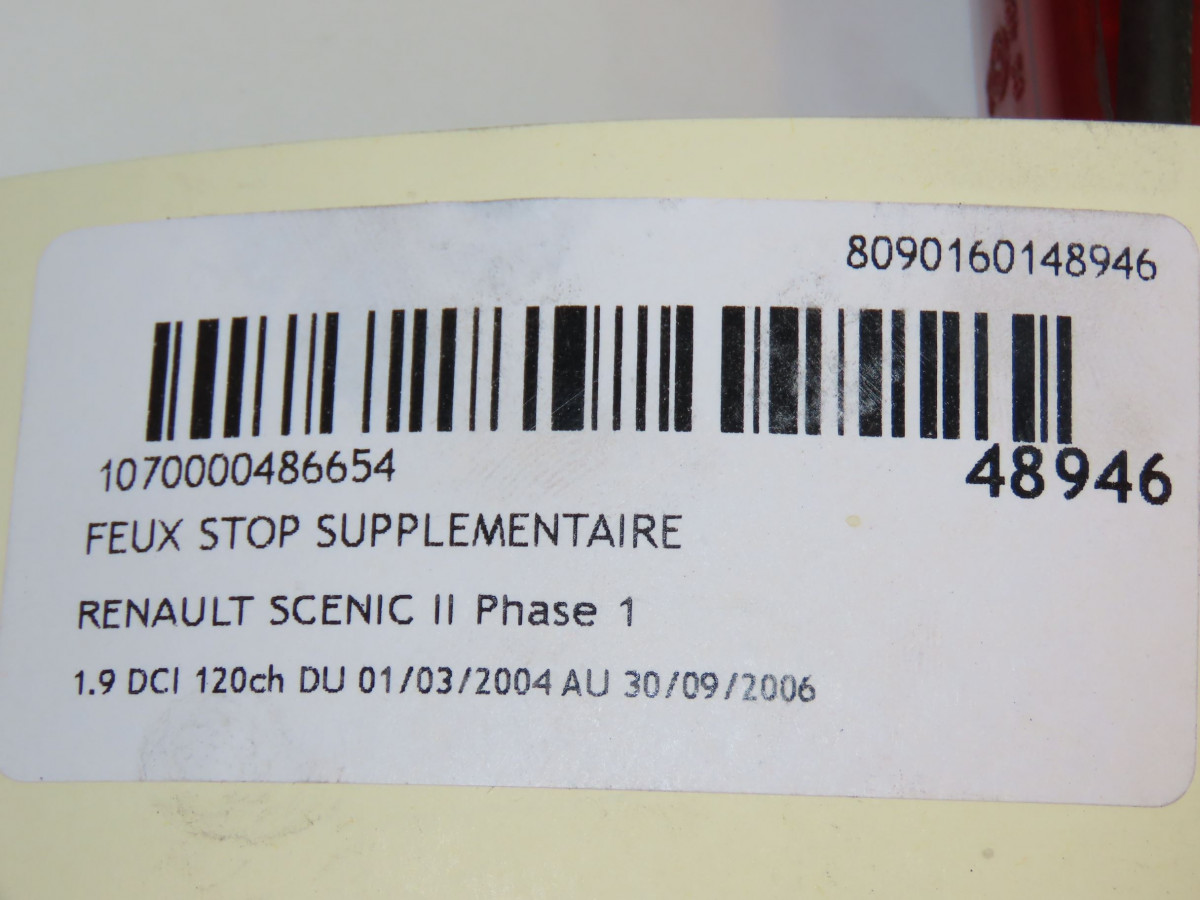 8090160148946
1070000486654
48946
FEUX STOP SUPPLEMENTAIRE
RENAULT SCENIC II Phase 1
1.9 DCI 120ch DU 01/03/2004 AU 30/09/2006